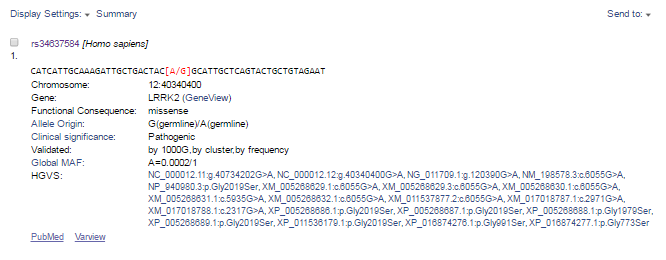 Display Settings: Summary Send to:
rs34637584 [Homo sapiens]
1.
CATCATTGCAAAGATTGCTGACTAC[A/G]GCATTGCTCAGTACTGCTGTAGAAT
Chromosome: 12:40340400
Gene: LRRK2 (GeneView)
Functional Consequence: missense
Allele Origin: G(germline)/A(germline)
Clinical significance: Pathogenic
Validated: by 1000G,by cluster,by frequency
Global MAF: A=0.0002/1
HGVS: NC_000012.11:g.40734202G>A, NC_000012.12:g.40340400G>A, NG_011709.1:g.120390G>A, NM_198578.3:c.6055G>A,
NP_940980.3:p.Gly2019Ser, XM_005268629.1:c.6055G>A, XM_005268629.3:c.6055G>A, XM_005268630.1:c.6055G>A,
XM_005268631.1:c.5935G>A, XM_005268632.1:c.6055G>A, XM_011537877.2:c.6055G>A, XM_017018787.1:c.2971G>A,
XM_017018788.1:c.2317G>A, XP_005268686.1:p.Gly2019Ser, XP_005268687.1:p.Gly2019Ser, XP_005268688.1:p.Gly1979Ser,
XP_005268689.1:p.Gly2019Ser, XP_011536179.1:p.Gly2019Ser, XP_016874276.1:p.Gly991Ser, XP_016874277.1:p.Gly773Ser
PubMed Varview